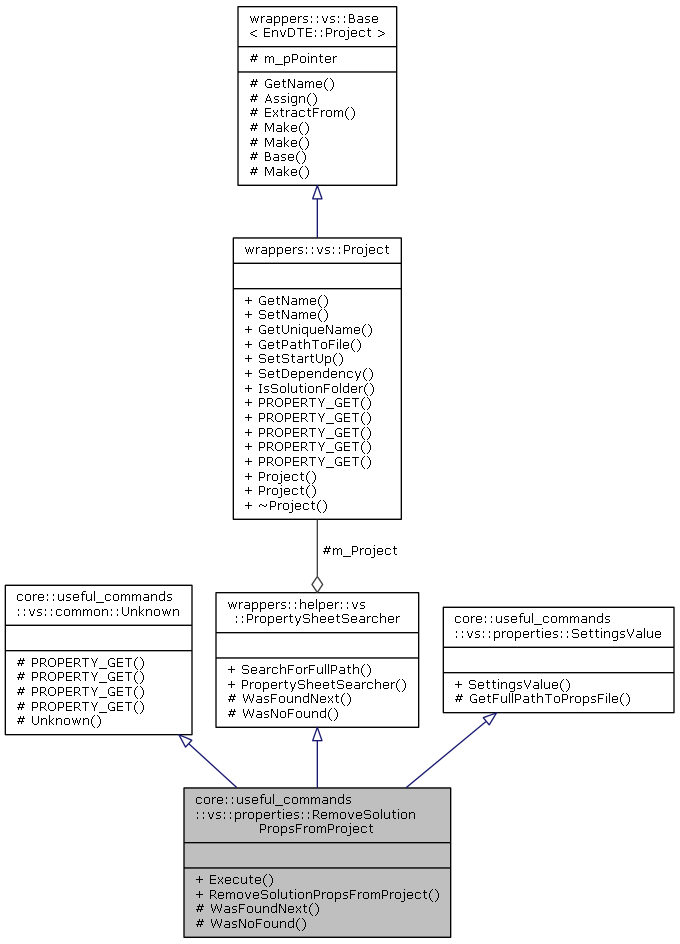 wrappers::vs::Base
< EnvDTE::Project >
# m_pPointer
# GetName()
# Assign()
# ExtractFrom()
# Make()
# Make()
# Base()
# Make()
wrappers::vs::Project
+ GetName()
+ SetName()
+ GetUniqueName()
+ GetPathToFile()
+ SetStartUp()
+ SetDependency()
+ IsSolutionFolder()
+ PROPERTY_GET()
+ PROPERTY_GET()
+ PROPERTY_GET()
+ PROPERTY_GET()
+ PROPERTY_GET()
+ Project()
+ Project()
+ ~Project()
#m_Project
core::useful_commands
::vs::common::Unknown
# PROPERTY_GET()
# PROPERTY_GET()
# PROPERTY_GET()
# PROPERTY_GET()
# Unknown()
wrappers::helper::vs
::PropertySheetSearcher
+ SearchForFullPath()
+ PropertySheetSearcher()
# WasFoundNext()
# WasNoFound()
core::useful_commands
::vs::properties::SettingsValue
+ SettingsValue()
# GetFullPathToPropsFile()
core::useful_commands
::vs::properties::RemoveSolution
PropsFromProject
+ Execute()
+ RemoveSolutionPropsFromProject()
# WasFoundNext()
# WasNoFound()